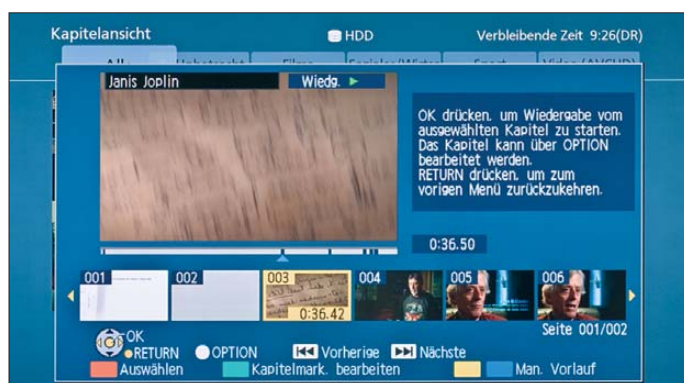 Kapitelansicht HDD Verbleibende Zeit 9:26(DR)
Janis Joplin Wiedg.
OK drücken, um Wiedergabe vom
ausgewählten Kapitel zu starten.
Das Kapitel kann über OPTION
bearbeitet werden.
RETURN drücken, um zum
vorigen Menü zurückzukehren.
0:36.50
001 002 003 004 005 006
0:36.42
Seite 001/002
OK
RETURN OPTION Vorherige Nächste
Auswählen Kapitelmark. bearbeiten Man. Vorlauf